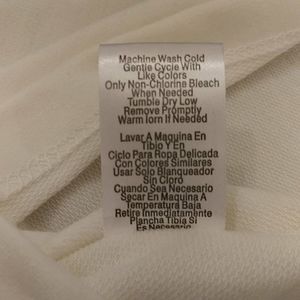 Machine Wash Cold
Gentle Cycle With
Like Colors
Only Non-Chlorine Bleach
When Needed
Tumble Dry Low
Remove Promptly
Warm Iorn If Needed
Lavar A Maquina En
Tibio Y En
Ciclo Para Ropa Delicada
Con Colores Similares
Usar Solo Blanqueador
Sin Cloró
Cuando Sea Necesario
Secar En Maquina A
Temperatura Baja
Retire Inmediatamente
Plancha Tibia Si
Es Necesario